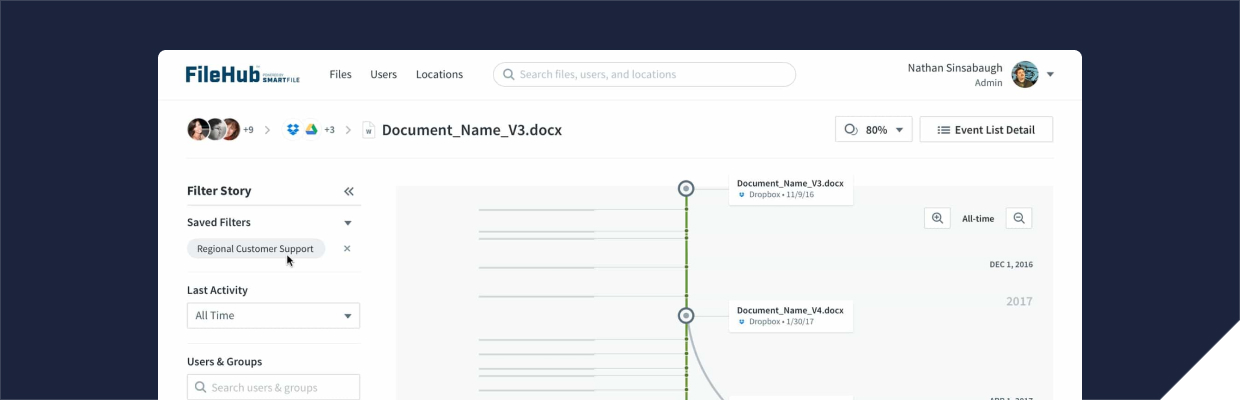 FileHub
SMARTFILE
Files
Users
Locations
Search files, users, and locations
Nathan Sinsabaugh
Admin
+9
+3
W
Document_Name_V3.docx
80%
Event List Detail
Filter Story
Saved Filters
Regional Customer Support
Last Activity
All Time
Users & Groups
Search users & groups
Document_Name_V3.docx
Dropbox • 11/9/16
All-time
DEC 1, 2016
2017
Document_Name_V4.docx
Dropbox • 1/30/17